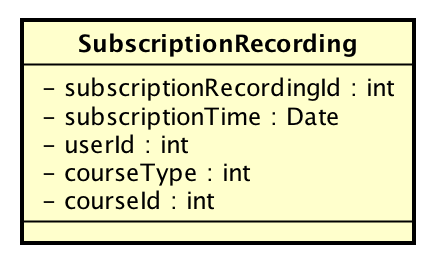 SubscriptionRecording
- subscriptionRecordingId : int
- subscriptionTime : Date
- userId : int
- courseType : int
- courseId : int